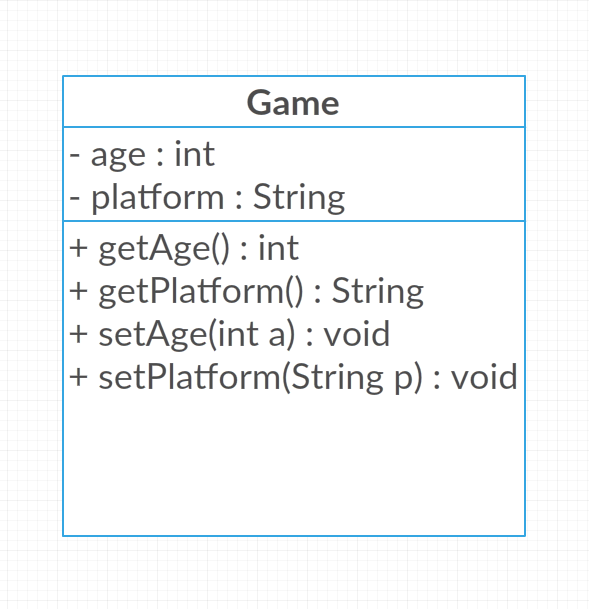 Game
- age : int
- platform : String
+ getAge() : int
+ getPlatform() : String
+ setAge(int a) : void
+ setPlatform(String p) : void